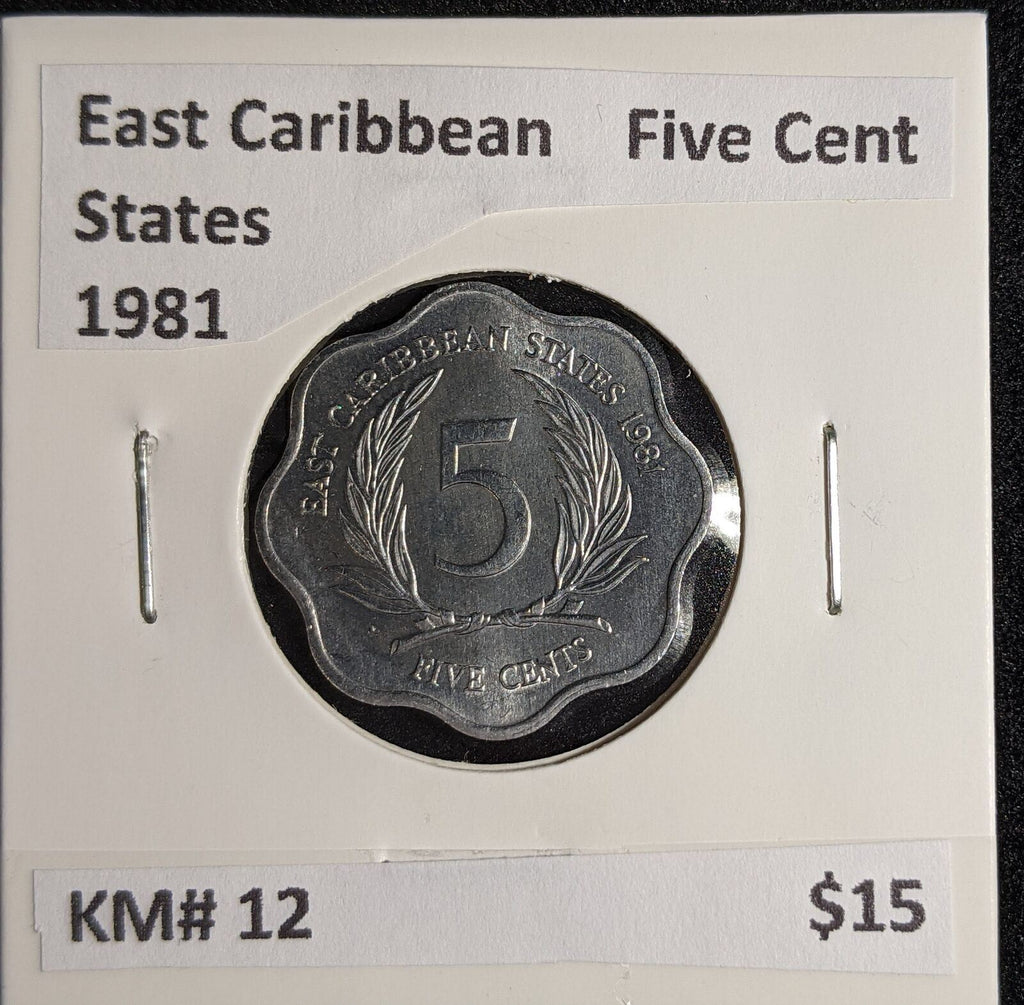 East Caribbean Five Cent
States
1981
EAST CARIBBEAN STATES 1981
5
FIVE CENTS
KM# 12 $15